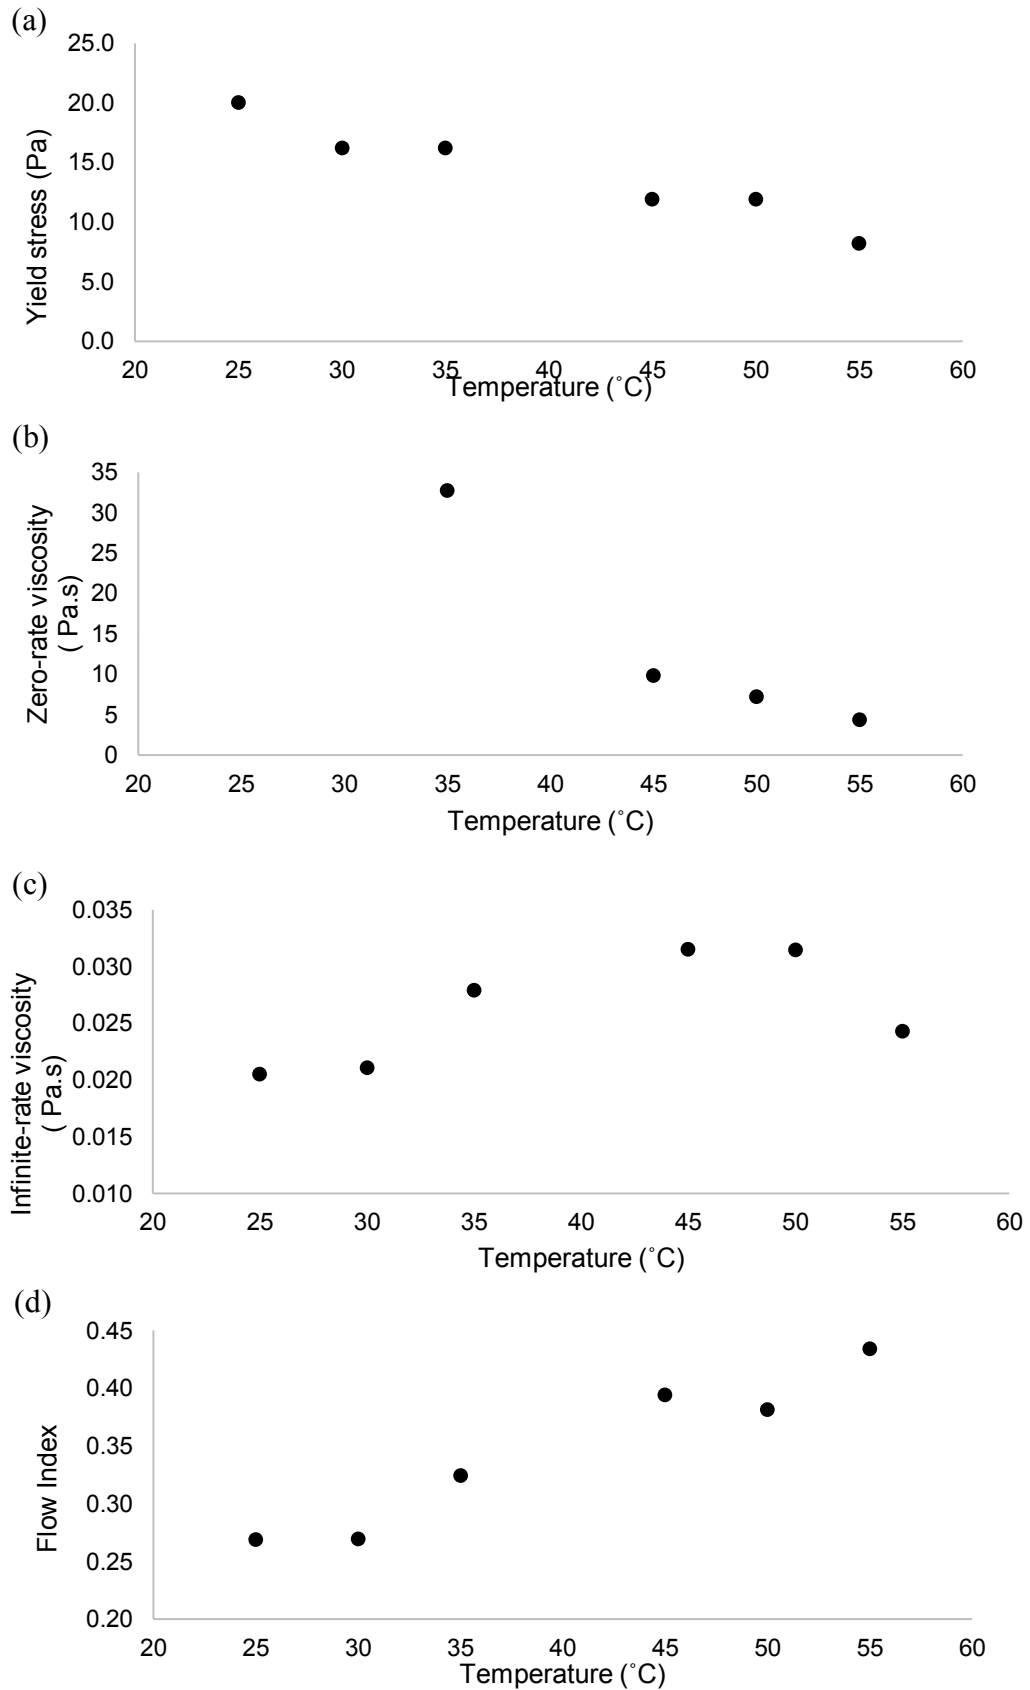 (a)
25.0
20.0
15.0
10.0
5.0
0.0
Yield stress (Pa)
20 25 30 35 40 45 50 55 60
Temperature (˚C)
(b)
35
30
25
20
15
10
5
0
Zero-rate viscosity
( Pa.s)
20 25 30 35 40 45 50 55 60
Temperature (˚C)
(c)
0.035
0.030
0.025
0.020
0.015
0.010
Infinite-rate viscosity
( Pa.s)
20 25 30 35 40 45 50 55 60
Temperature (˚C)
(d)
0.45
0.40
0.35
0.30
0.25
0.20
Flow Index
20 25 30 35 40 45 50 55 60
Temperature (˚C)